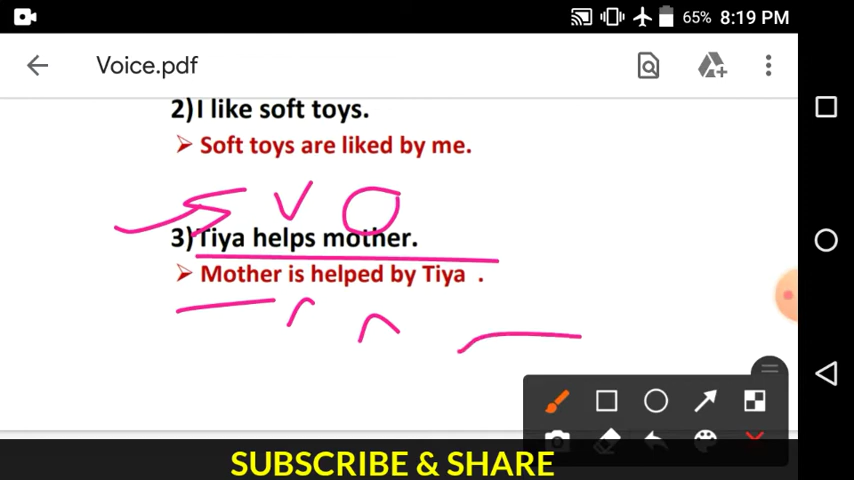 65% 8:19 PM
Voice.pdf
2)I like soft toys.
➢ Soft toys are liked by me.
S V O
3)Tiya helps mother.
➢ Mother is helped by Tiya .
SUBSCRIBE & SHARE